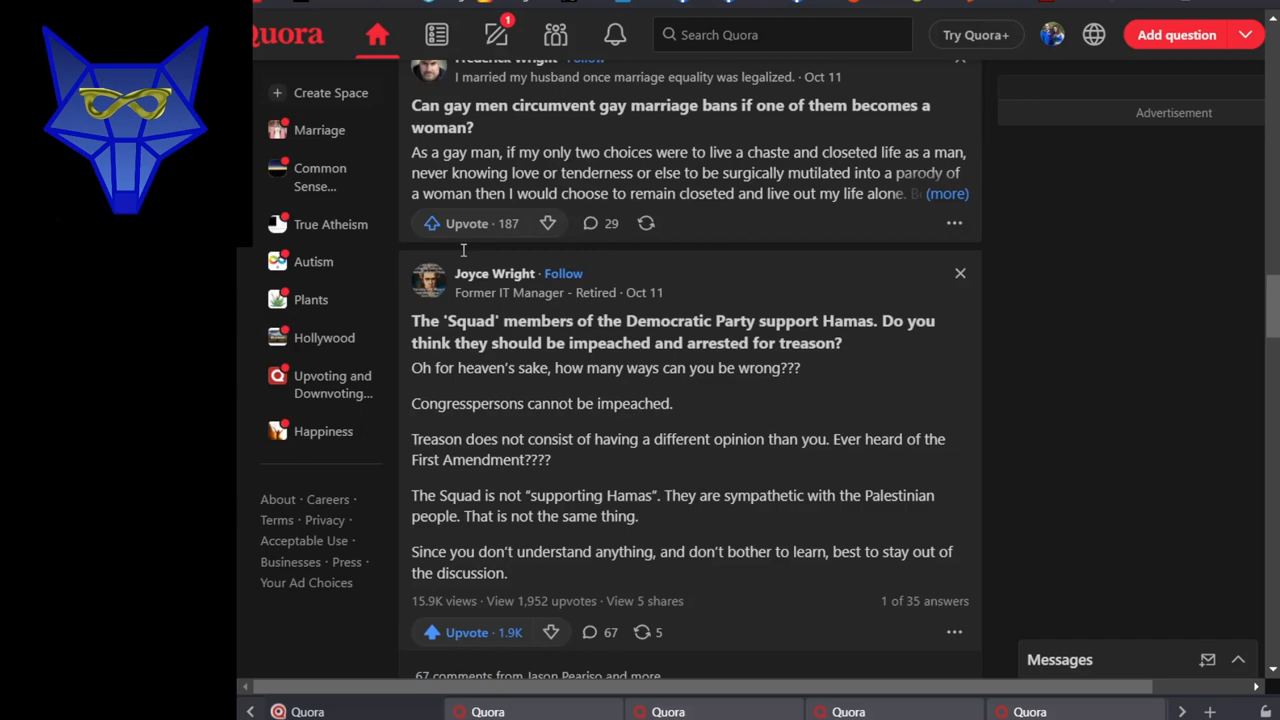 Quora
1
Search Quora
Try Quora+
Add question
+ Create Space
Marriage
Common
Sense...
True Atheism
Autism
Plants
Hollywood
Upvoting and
Downvoting...
Happiness
About · Careers ·
Terms · Privacy ·
Acceptable Use ·
Businesses · Press ·
Your Ad Choices
Frederick Wright · Follow
I married my husband once marriage equality was legalized. · Oct 11
Can gay men circumvent gay marriage bans if one of them becomes a
woman?
As a gay man, if my only two choices were to live a chaste and closeted life as a man,
never knowing love or tenderness or else to be surgically mutilated into a parody of
a woman then I would choose to remain closeted and live out my life alone. (more)
Upvote · 187
29
Joyce Wright · Follow
Former IT Manager - Retired · Oct 11
The 'Squad' members of the Democratic Party support Hamas. Do you
think they should be impeached and arrested for treason?
Oh for heaven's sake, how many ways can you be wrong???
Congresspersons cannot be impeached.
Treason does not consist of having a different opinion than you. Ever heard of the
First Amendment????
The Squad is not "supporting Hamas". They are sympathetic with the Palestinian
people. That is not the same thing.
Since you don't understand anything, and don't bother to learn, best to stay out of
the discussion.
15.9K views · View 1,952 upvotes · View 5 shares
1 of 35 answers
Upvote · 1.9K
67
5
67 comments from Jason Peariso and more
Advertisement
Messages
Quora
Quora
Quora
Quora
Quora